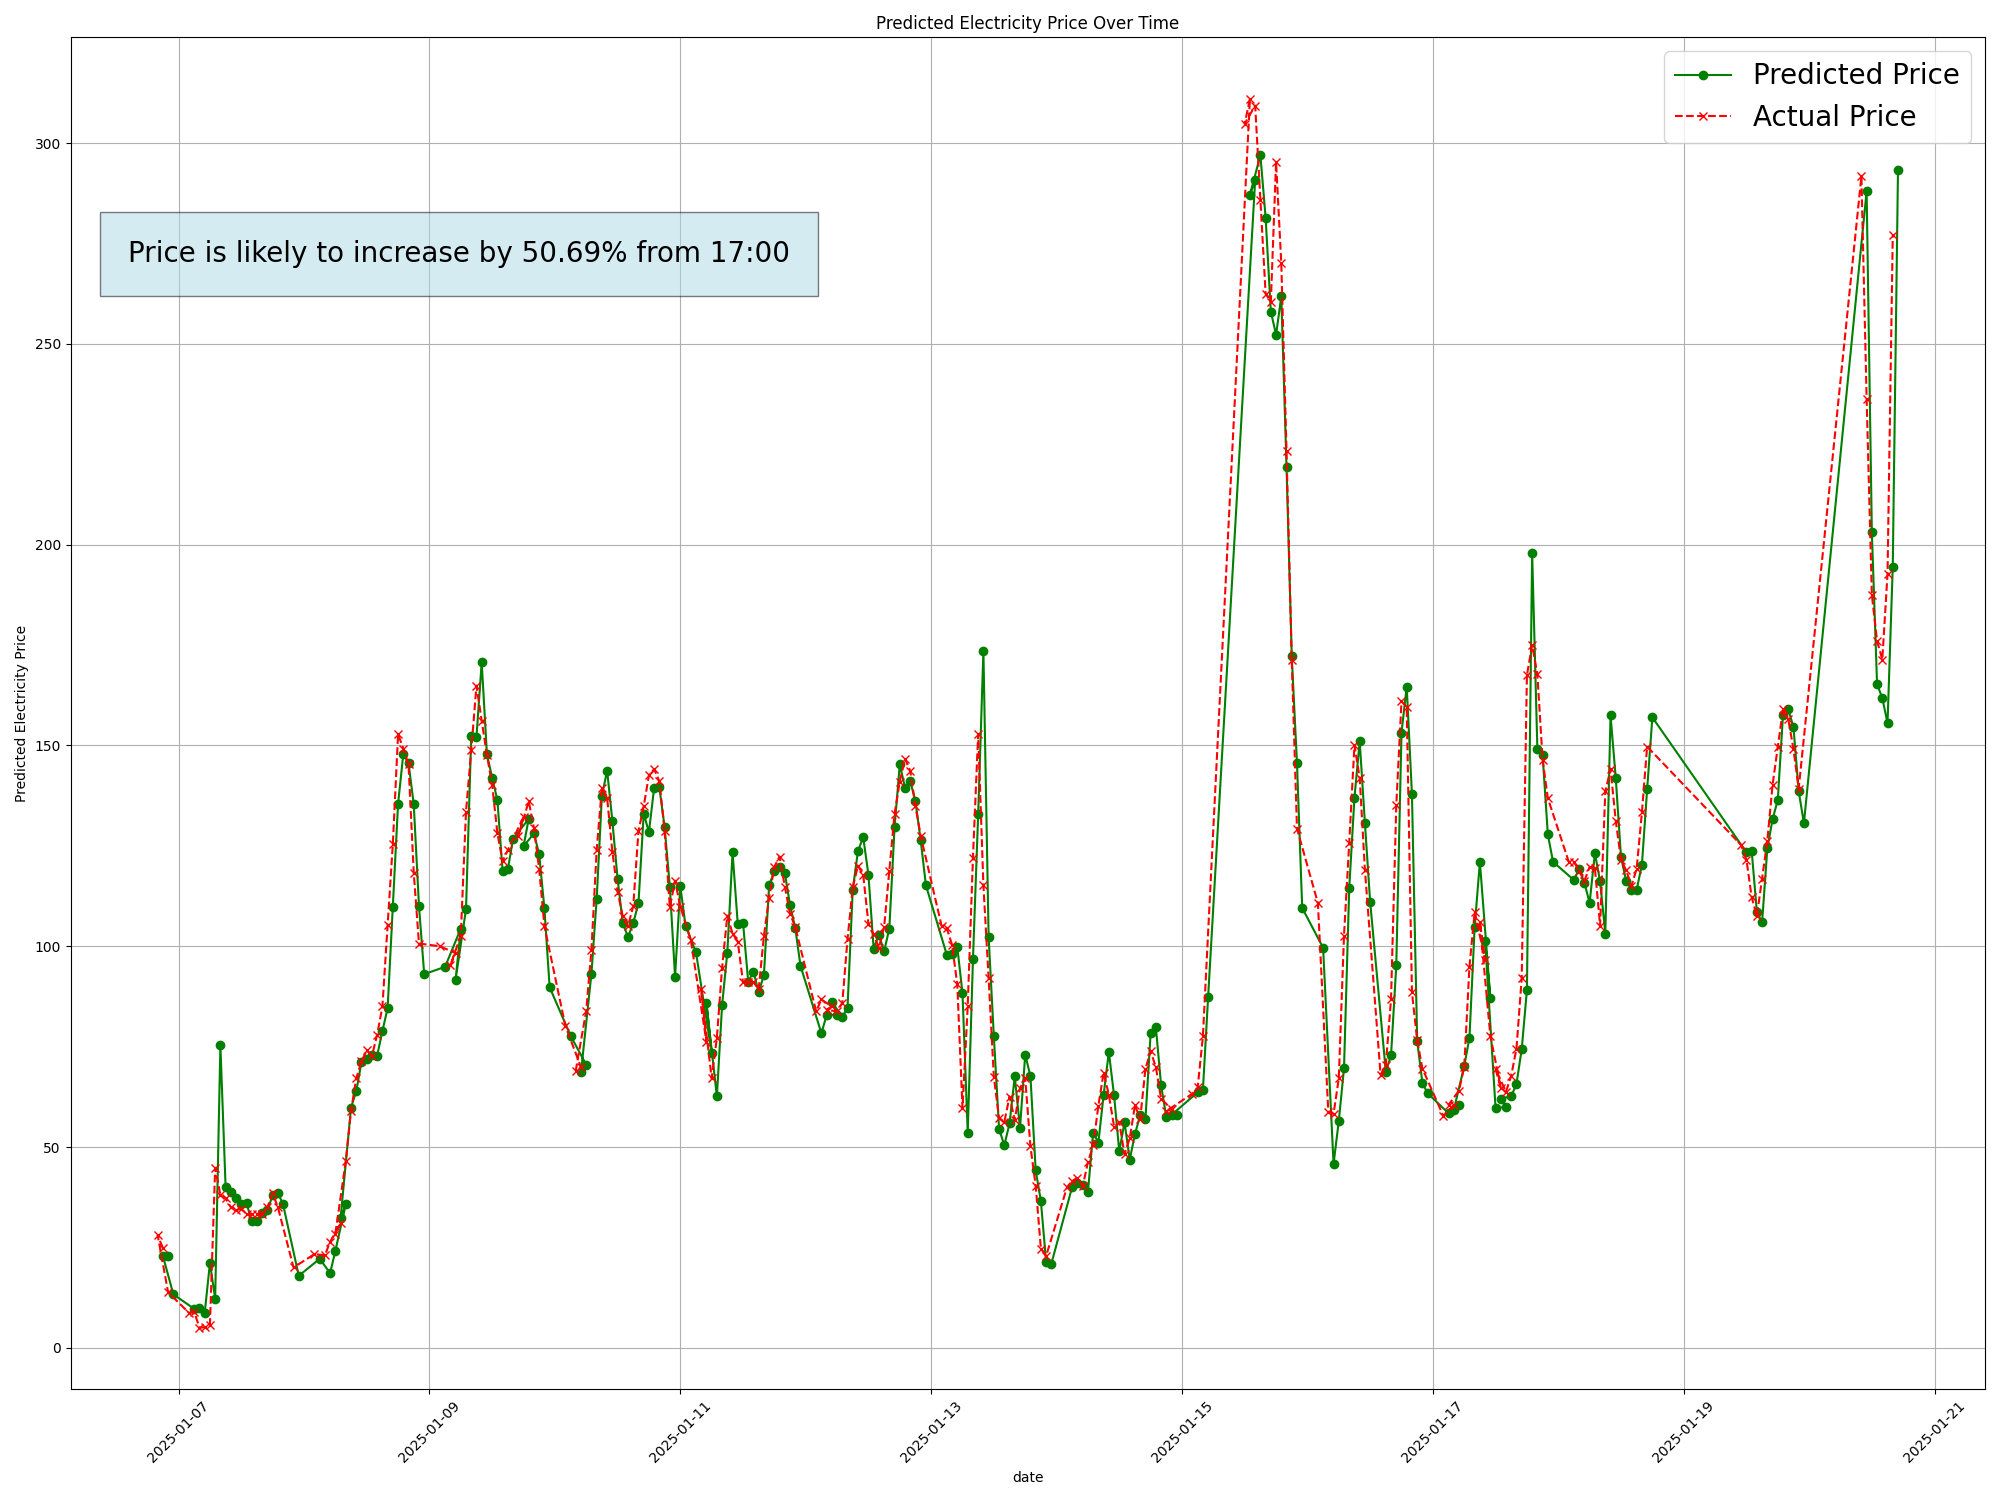 Predicted Electricity Price Over Time
Predicted Price
Actual Price
Price is likely to increase by 50.69% from 17:00
Predicted Electricity Price
300
250
200
150
100
50
0
2025-01-07
2025-01-09
2025-01-11
2025-01-13
2025-01-15
2025-01-17
2025-01-19
2025-01-21
date